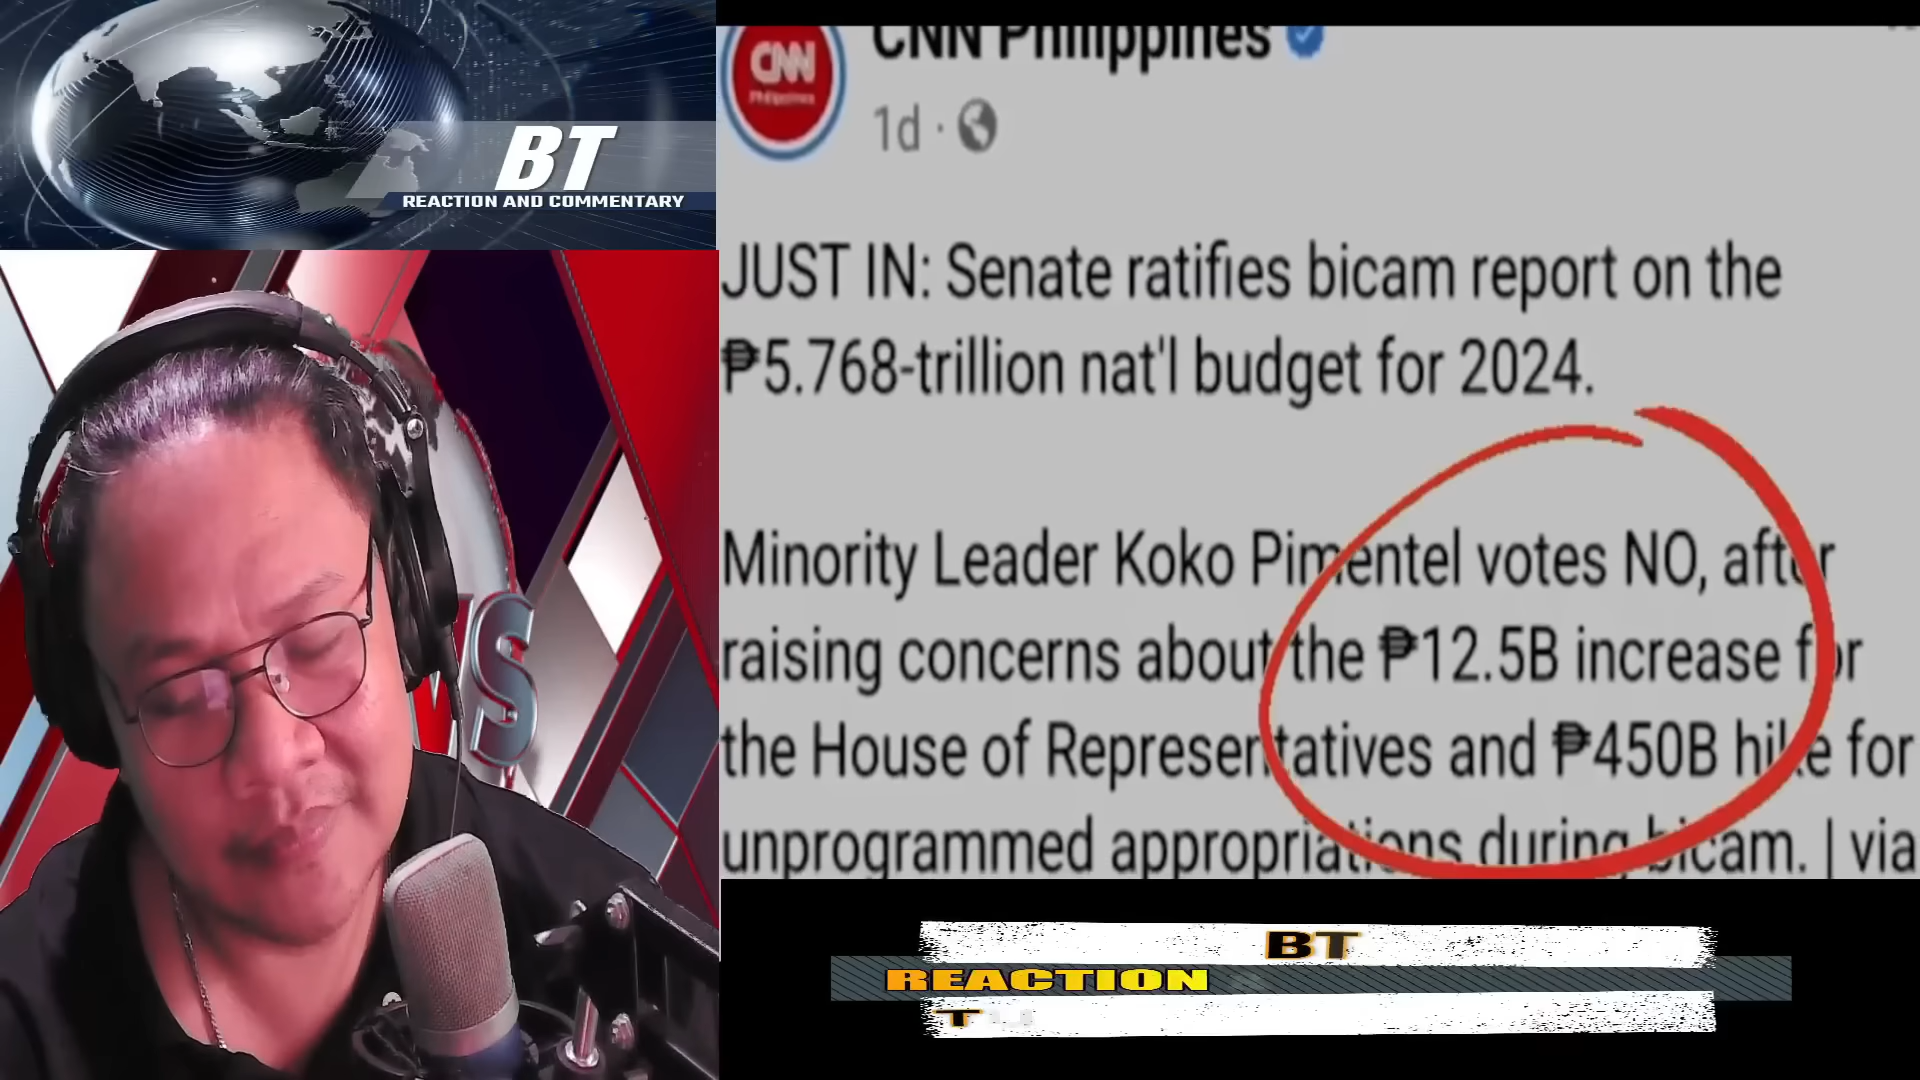 BT
REACTION AND COMMENTARY
CNN Philippines
CNN
Philippines
1d ·
JUST IN: Senate ratifies bicam report on the
₱5.768-trillion nat'l budget for 2024.
Minority Leader Koko Pimentel votes NO, after
raising concerns about the ₱12.5B increase for
the House of Representatives and ₱450B hike for
unprogrammed appropriations during bicam. | via
S
BT
REACTION
T